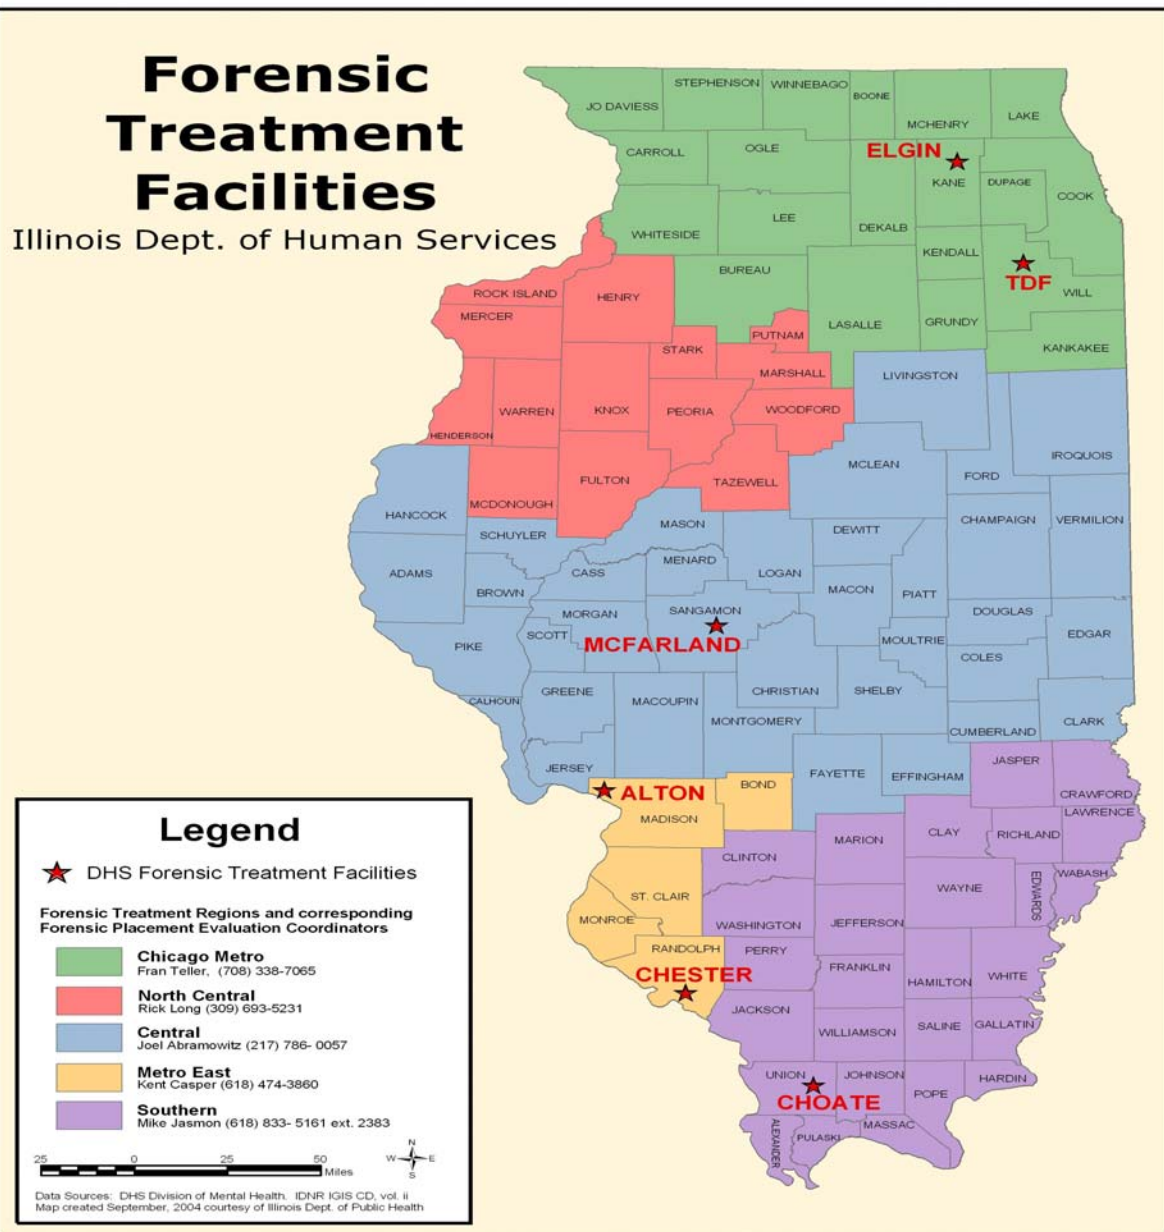 Forensic
Treatment
Facilities
Illinois Dept. of Human Services
JO DAVIESS
STEPHENSON
WINNEBAGO
BOONE
MCHENRY
LAKE
CARROLL
OGLE
ELGIN
KANE
DUPAGE
COOK
WHITESIDE
LEE
DEKALB
KENDALL
BUREAU
TDF
WILL
ROCK ISLAND
HENRY
MERCER
PUTNAM
LASALLE
GRUNDY
STARK
KANKAKEE
MARSHALL
LIVINGSTON
WARREN
KNOX
PEORIA
WOODFORD
HENDERSON
MCLEAN
IROQUOIS
FORD
FULTON
TAZEWELL
MCDONOUGH
HANCOCK
MASON
CHAMPAIGN
VERMILION
SCHUYLER
DEWITT
MENARD
ADAMS
CASS
LOGAN
BROWN
MACON
PIATT
MORGAN
SANGAMON
DOUGLAS
SCOTT
MCFARLAND
MOULTRIE
EDGAR
PIKE
COLES
GREENE
CHRISTIAN
SHELBY
CALHOUN
MACOUPIN
MONTGOMERY
CLARK
CUMBERLAND
JERSEY
FAYETTE
EFFINGHAM
JASPER
ALTON
BOND
CRAWFORD
MADISON
LAWRENCE
CLINTON
MARION
CLAY
RICHLAND
WABASH
EDWARDS
ST. CLAIR
WAYNE
MONROE
WASHINGTON
JEFFERSON
RANDOLPH
PERRY
CHESTER
FRANKLIN
HAMILTON
WHITE
JACKSON
WILLIAMSON
SALINE
GALLATIN
UNION
JOHNSON
HARDIN
CHOATE
POPE
ALEXANDER
PULASKI
MASSAC
Legend
DHS Forensic Treatment Facilities
Forensic Treatment Regions and corresponding
Forensic Placement Evaluation Coordinators
Chicago Metro
Fran Teller, (708) 338-7065
North Central
Rick Long (309) 693-5231
Central
Joel Abramowitz (217) 786- 0057
Metro East
Kent Casper (618) 474-3860
Southern
Mike Jasmon (618) 833- 5161 ext. 2383
N
W E
S
25 0 25 50
Miles
Data Sources: DHS Division of Mental Health. IDNR IGIS CD, vol. ii
Map created September, 2004 courtesy of Illinois Dept. of Public Health